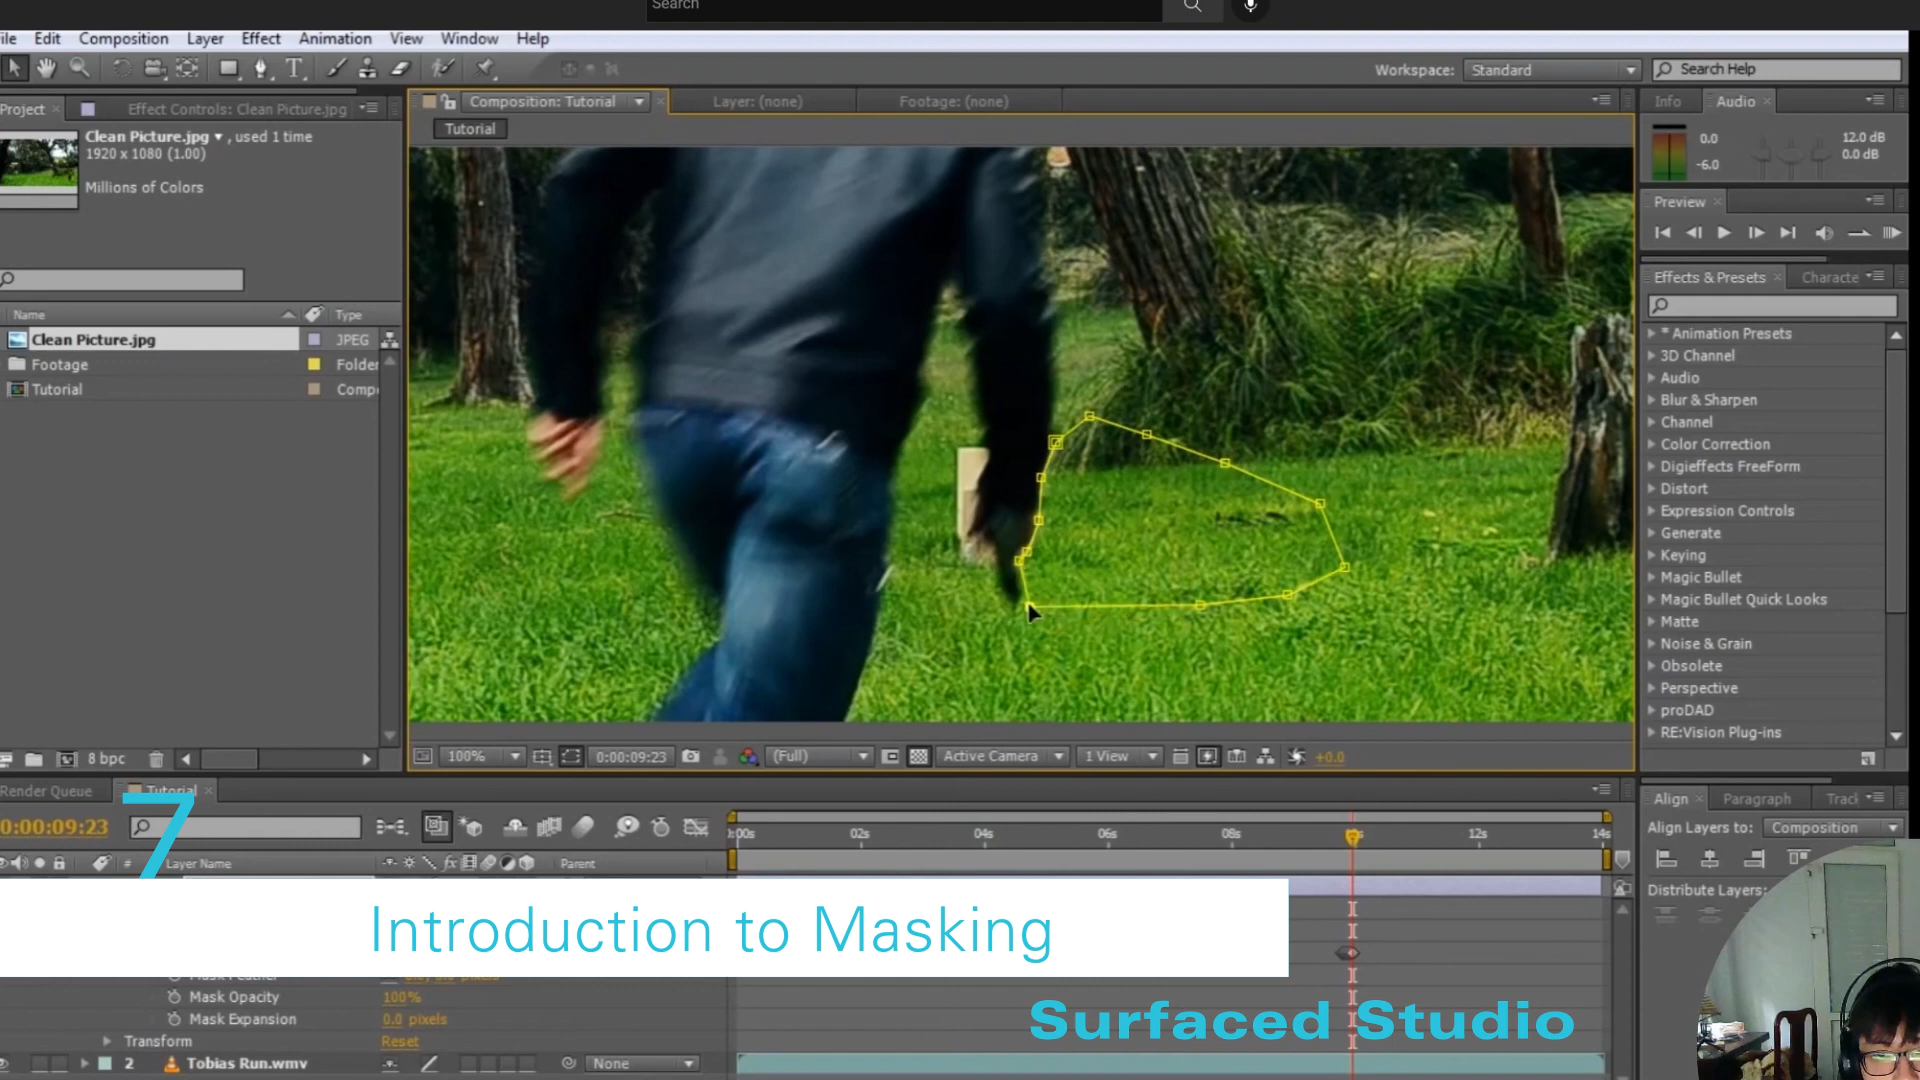 Search
File Edit Composition Layer Effect Animation View Window Help
Workspace: Standard Search Help
Project Effect Controls: Clean Picture.jpg
Composition: Tutorial Layer: (none) Footage: (none)
Info Audio
Tutorial
Clean Picture.jpg , used 1 time
1920 x 1080 (1.00)
Millions of Colors
0.0 12.0 dB
-6.0 0.0 dB
Preview
Effects & Presets Characte
Name Type
Clean Picture.jpg JPEG
Footage Folder
Tutorial Comp
* Animation Presets
3D Channel
Audio
Blur & Sharpen
Channel
Color Correction
Digieffects FreeForm
Distort
Expression Controls
Generate
Keying
Magic Bullet
Magic Bullet Quick Looks
Matte
Noise & Grain
Obsolete
Perspective
proDAD
RE:Vision Plug-ins
8 bpc
100% 0:00:09:23 (Full) Active Camera 1 View +0.0
Render Queue Tutorial
0:00:09:23
:00s 02s 04s 06s 08s 12s 14s
# Layer Name fx Parent
Align Paragraph Track
Align Layers to: Composition
Distribute Layers:
7
Introduction to Masking
Mask Opacity 100%
Mask Expansion 0.0 pixels
Transform Reset
2 Tobias Run.wmv None
Surfaced Studio